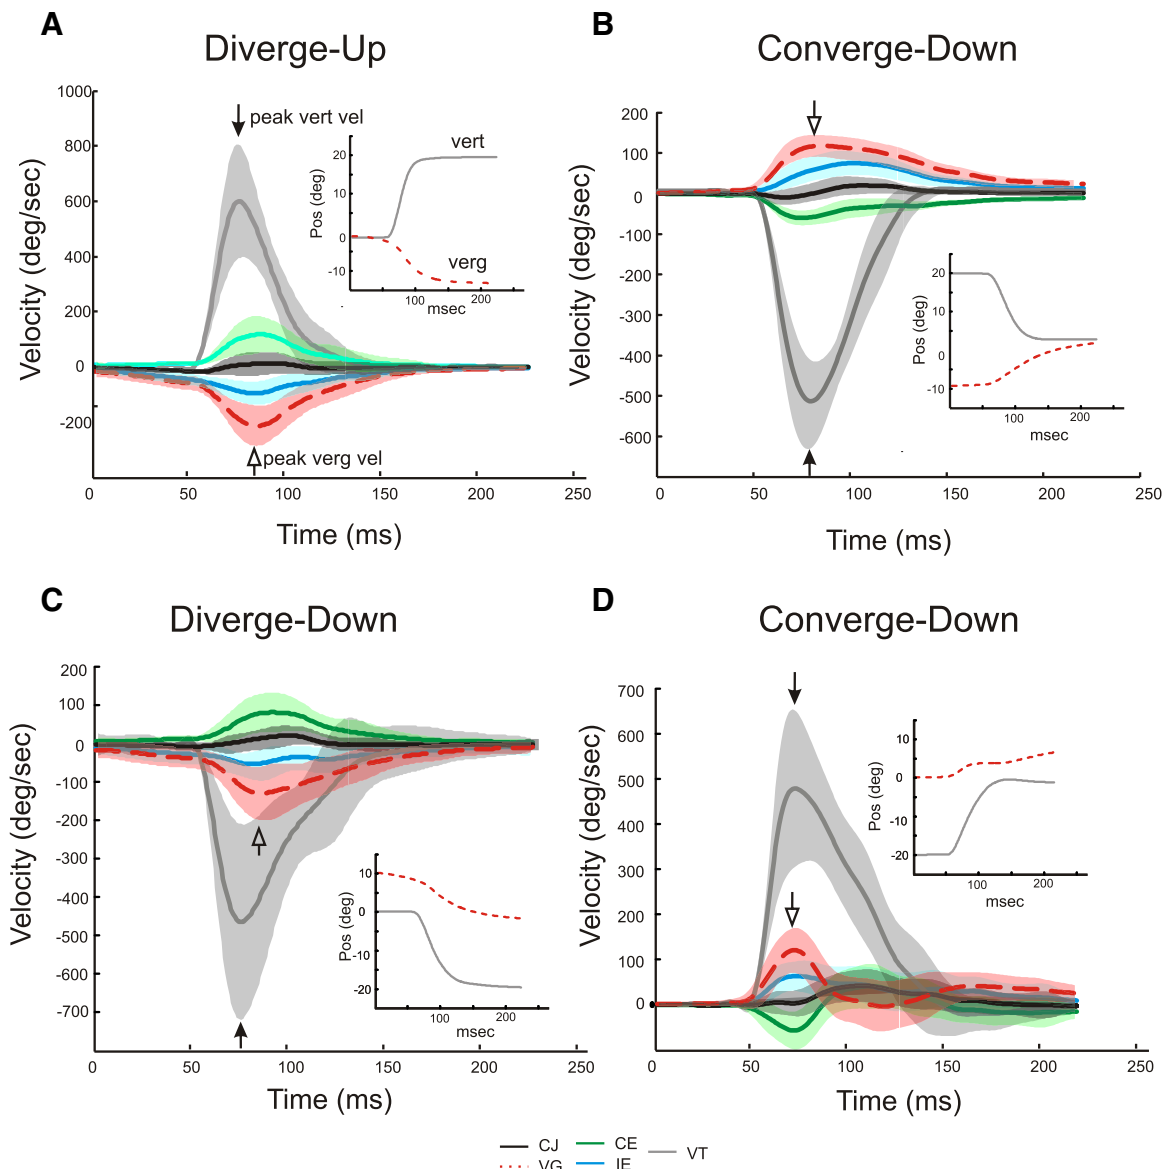 A
Diverge-Up
1000
800
600
400
200
0
-200
Velocity (deg/sec)
peak vert vel
peak verg vel
0 50 100 150 200 250
Time (ms)
vert
verg
20
10
0
-10
Pos (deg)
100 200
msec
B
Converge-Down
200
100
0
-100
-200
-300
-400
-500
-600
Velocity (deg/sec)
0 50 100 150 200 250
Time (ms)
20
10
0
-10
Pos (deg)
100 200
msec
C
Diverge-Down
200
100
0
-100
-200
-300
-400
-500
-600
-700
Velocity (deg/sec)
0 50 100 150 200 250
Time (ms)
10
0
-10
-20
Pos (deg)
100 200
msec
D
Converge-Down
700
600
500
400
300
200
100
0
Velocity (deg/sec)
0 50 100 150 200 250
Time (ms)
10
0
-10
-20
Pos (deg)
100 200
msec
CJ CE VT
VG IE